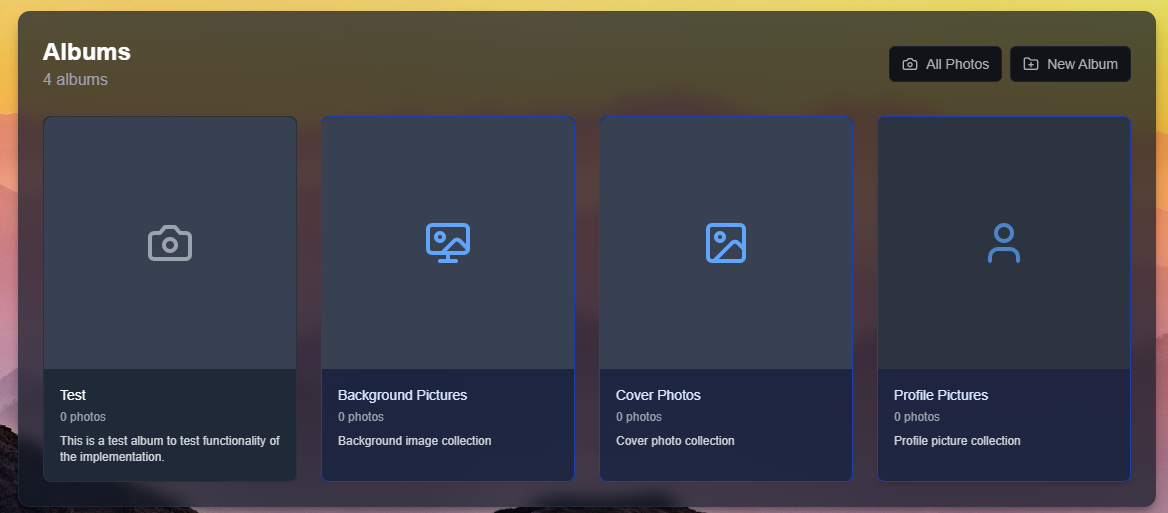 Albums
4 albums
All Photos
New Album
Test
0 photos
This is a test album to test functionality of
the implementation.
Background Pictures
0 photos
Background image collection
Cover Photos
0 photos
Cover photo collection
Profile Pictures
0 photos
Profile picture collection